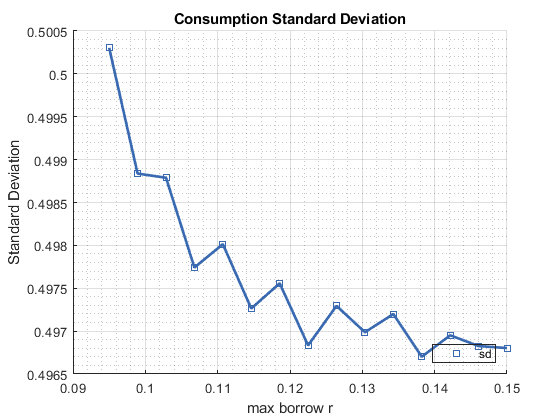 Consumption Standard Deviation
0.5005
0.5
0.4995
0.499
0.4985
0.498
0.4975
0.497
0.4965
Standard Deviation
sd
0.09 0.1 0.11 0.12 0.13 0.14 0.15
max borrow r